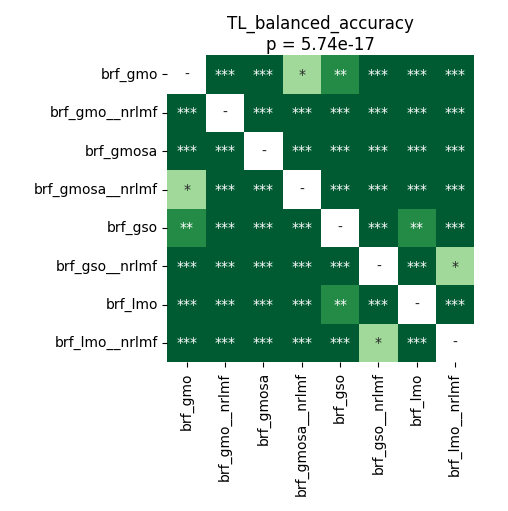 TL_balanced_accuracy
p = 5.74e-17
brf_gmo - *** *** * ** *** *** ***
brf_gmo__nrlmf *** - *** *** *** *** *** ***
brf_gmosa *** *** - *** *** *** *** ***
brf_gmosa__nrlmf * *** *** - *** *** *** ***
brf_gso ** *** *** *** - *** ** ***
brf_gso__nrlmf *** *** *** *** *** - *** *
brf_lmo *** *** *** *** ** *** - ***
brf_lmo__nrlmf *** *** *** *** *** * *** -
brf_gmo
brf_gmo__nrlmf
brf_gmosa
brf_gmosa__nrlmf
brf_gso
brf_gso__nrlmf
brf_lmo
brf_lmo__nrlmf